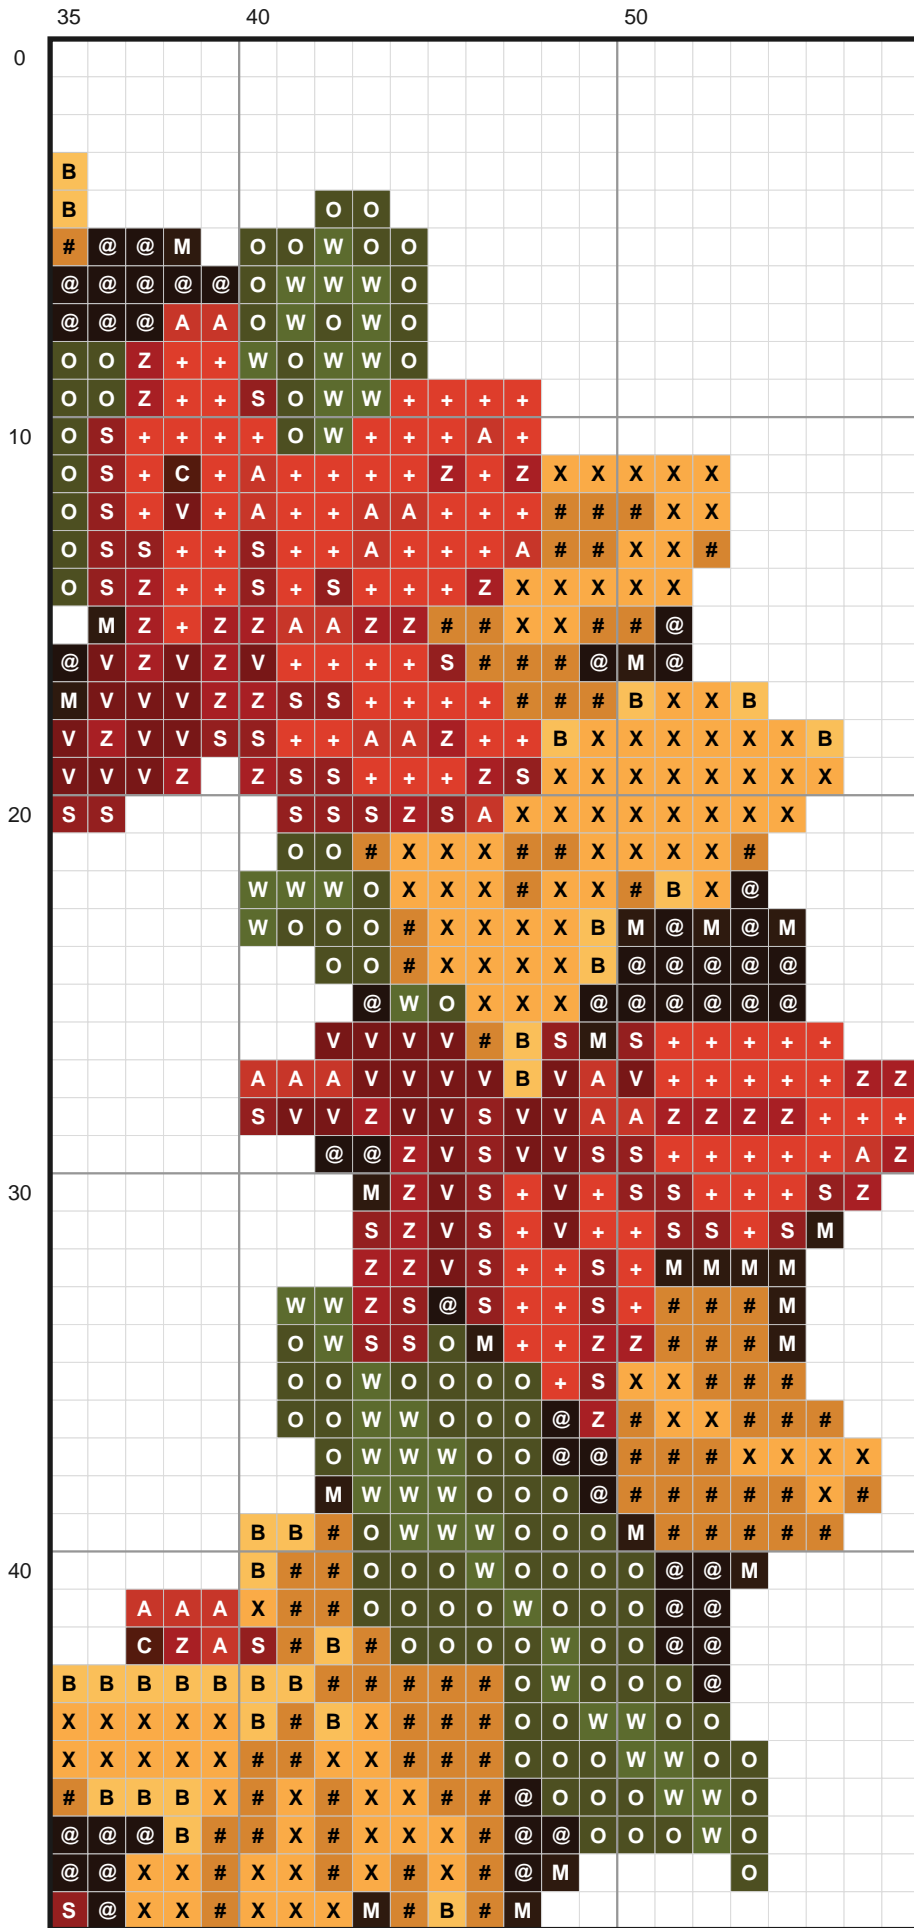 35 40 50
0
B
B O O
# @ @ M O O W O O
@ @ @ @ @ O W W W O
@ @ @ A A O W O W O
O O Z + + W O W W O
O O Z + + S O W W + + + +
10 O S + + + + O W + + + A +
O S + C + A + + + + Z + Z X X X X X
O S + V + A + + A A + + + # # # X X
O S S + + S + + A + + + A # # X X #
O S Z + + S + S + + + Z X X X X X
M Z + Z Z A A Z Z # # X X # # @
@ V Z V Z V + + + + S # # # @ M @
M V V V Z Z S S + + + + # # # B X X B
V Z V V S S + + A A Z + + B X X X X X X B
V V V Z Z S S + + + Z S X X X X X X X X
20 S S S S S Z S A X X X X X X X X
O O # X X X # # X X X X #
W W W O X X X # X X # B X @
W O O O # X X X X B M @ M @ M
O O # X X X X B @ @ @ @ @
@ W O X X X @ @ @ @ @ @
V V V V # B S M S + + + + +
A A A V V V V B V A V + + + + + Z Z
S V V Z V V S V V A A Z Z Z Z + + +
@ @ Z V S V V S S + + + + + A Z
30 M Z V S + V + S S + + + S Z
S Z V S + V + + S S + S M
Z Z V S + + S + M M M M
W W Z S @ S + + S + # # # M
O W S S O M + + Z Z # # # M
O O W O O O O + S X X # # #
O O W W O O O @ Z # X X # # #
O W W W O O @ @ # # # X X X X
M W W W O O O @ # # # # # X #
B B # O W W W O O O M # # # # #
40 B # # O O O W O O O O @ @ M
A A A X # # O O O O W O O O @ @
C Z A S # B # O O O O W O O @ @
B B B B B B B # # # # # O W O O O @
X X X X X B # B X # # # O O W W O O
X X X X X # # X X # # # O O O W W O O
# B B B X # X # X X # # @ O O O W W O
@ @ @ B # # X # X X X # @ @ O O O W O
@ @ X X # X X # X # X # @ M O
S @ X X # X X X M # B # M